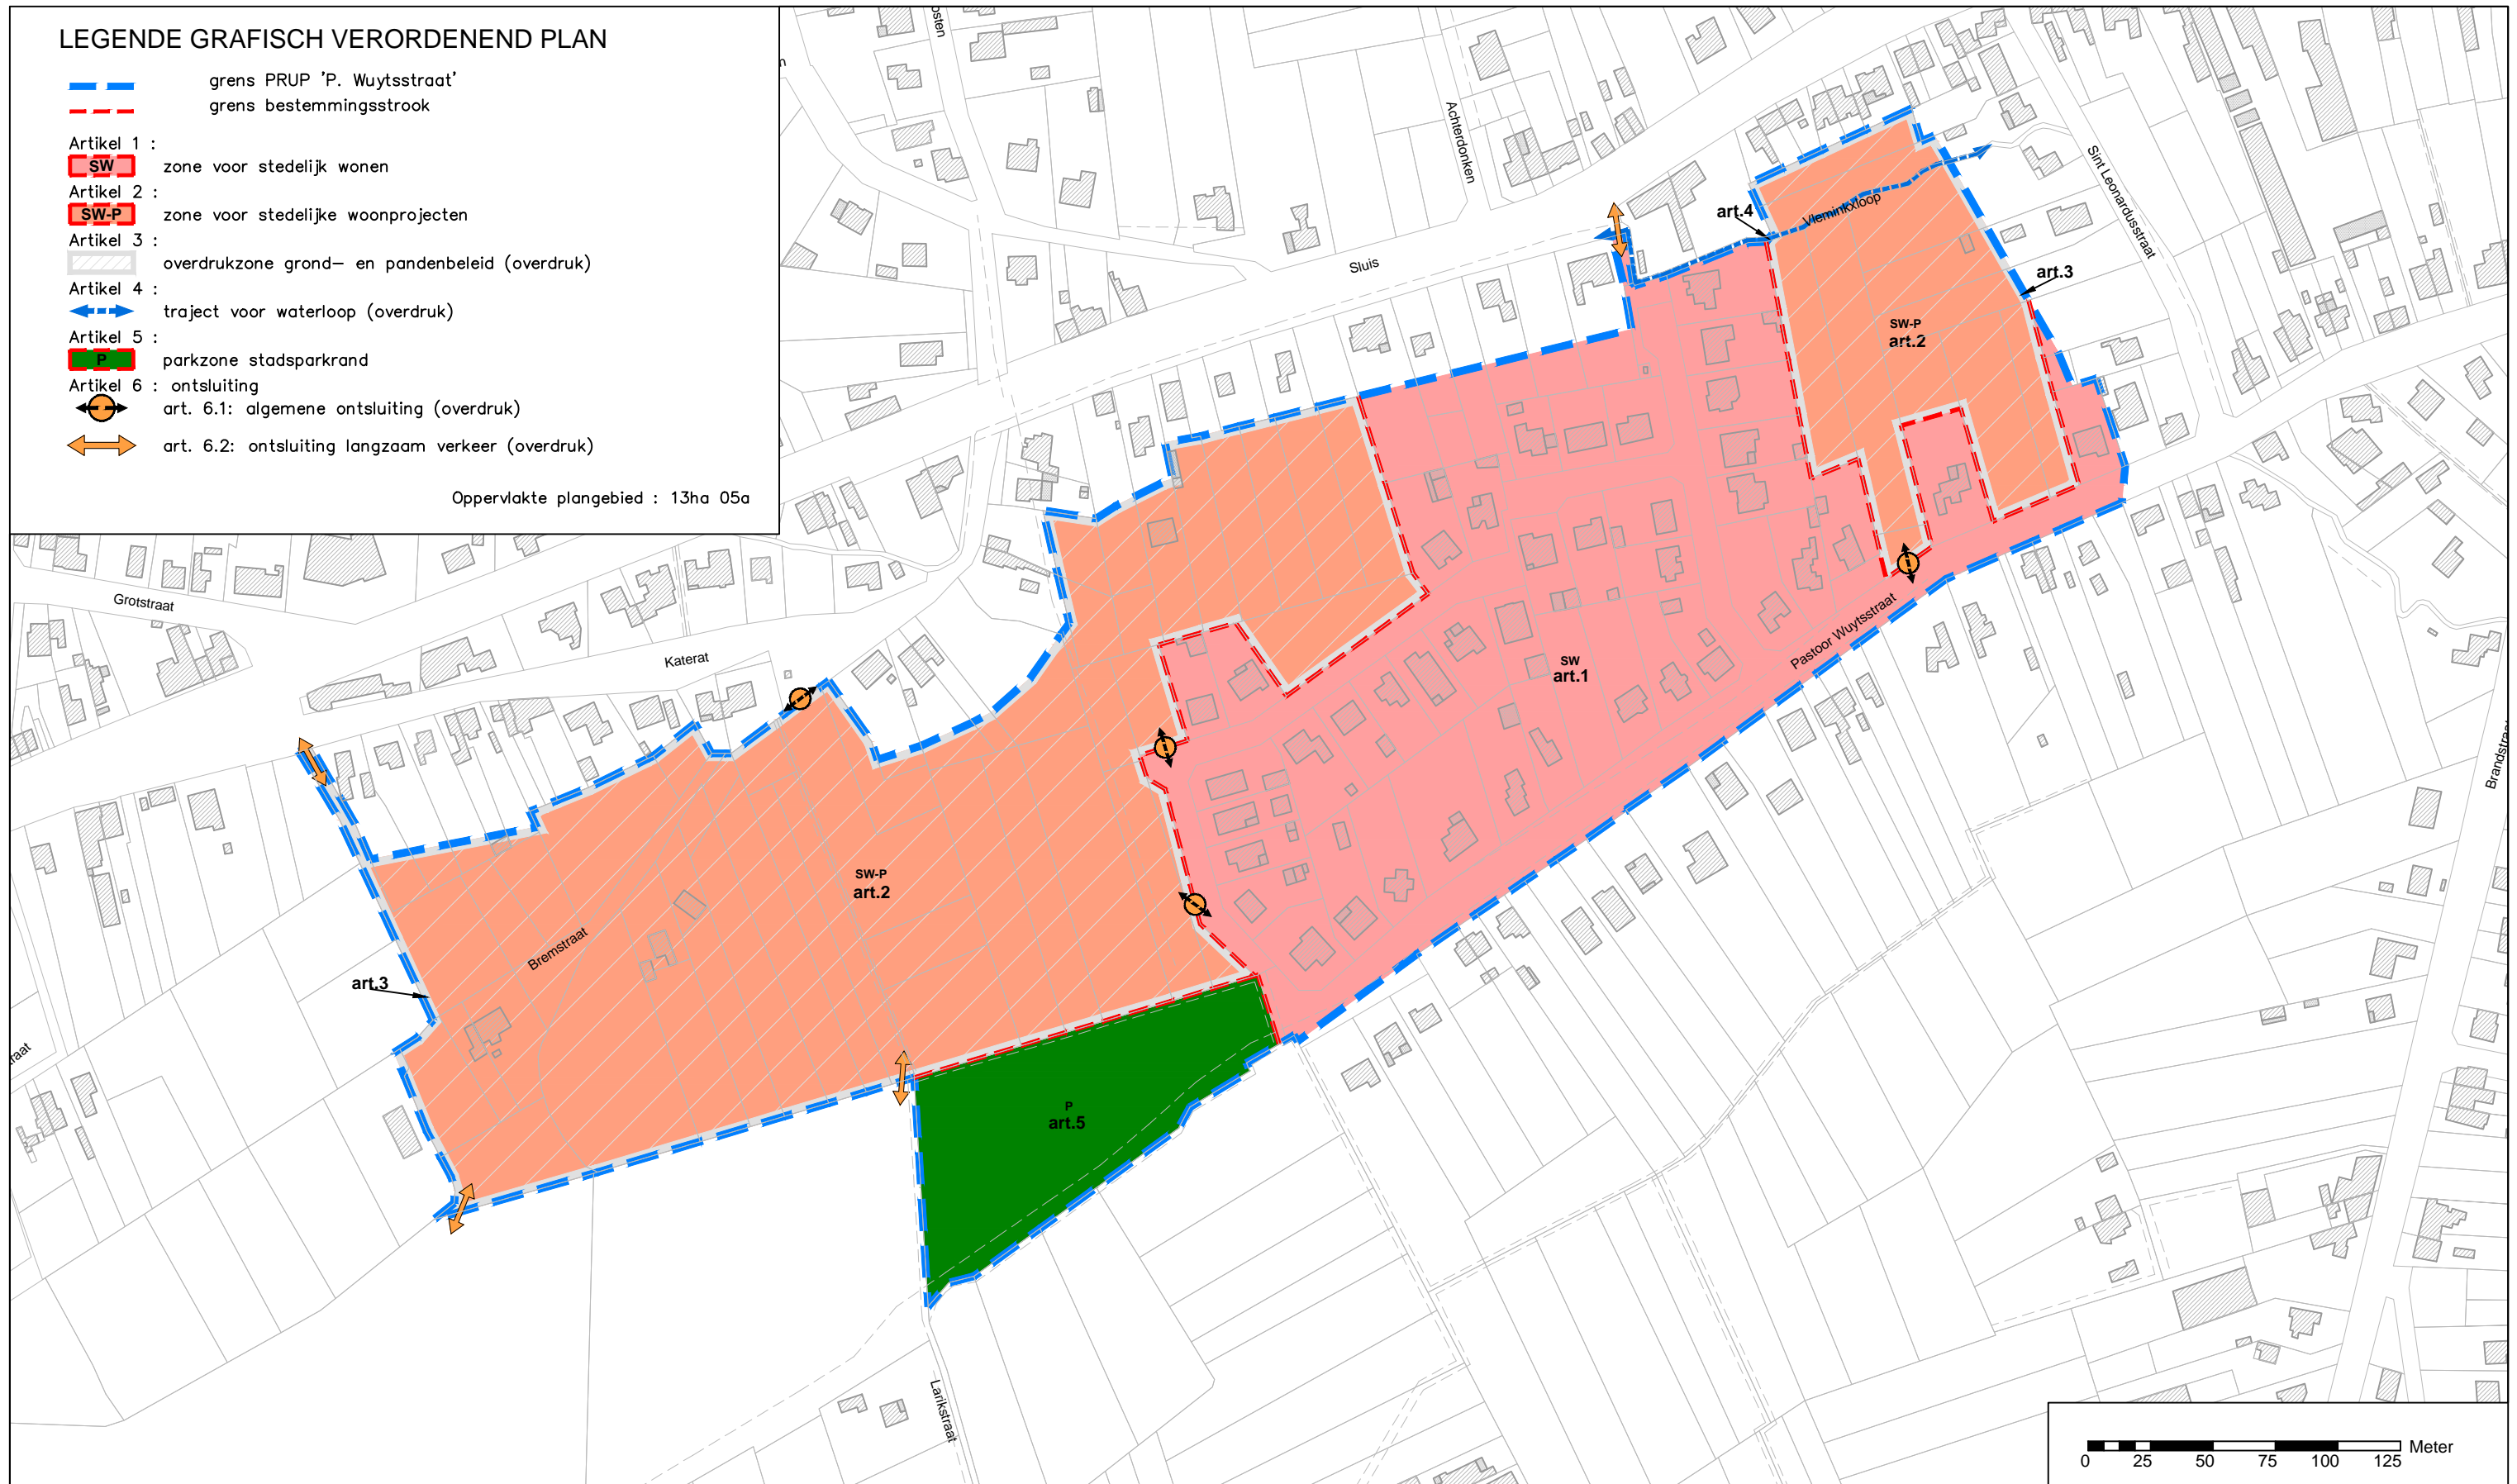 LEGENDE GRAFISCH VERORDENEND PLAN
grens PRUP 'P. Wuytsstraat'
grens bestemmingsstrook
Artikel 1 :
SW zone voor stedelijk wonen
Artikel 2 :
SW-P zone voor stedelijke woonprojecten
Artikel 3 :
overdrukzone grond– en pandenbeleid (overdruk)
Artikel 4 :
traject voor waterloop (overdruk)
Artikel 5 :
P parkzone stadsparkrand
Artikel 6 : ontsluiting
art. 6.1: algemene ontsluiting (overdruk)
art. 6.2: ontsluiting langzaam verkeer (overdruk)
Oppervlakte plangebied : 13ha 05a
osten
n
Achterdonken
Sint Leonardusstraat
art.4
Vleminkxloop
Sluis
art.3
SW-P
art.2
Grotstraat
Katerat
Pastoor Wuytsstraat
SW
art.1
SW-P
art.2
Bremstraat
art.3
raat
P
art.5
Larikstraat
Brandstraa
0 25 50 75 100 125 Meter